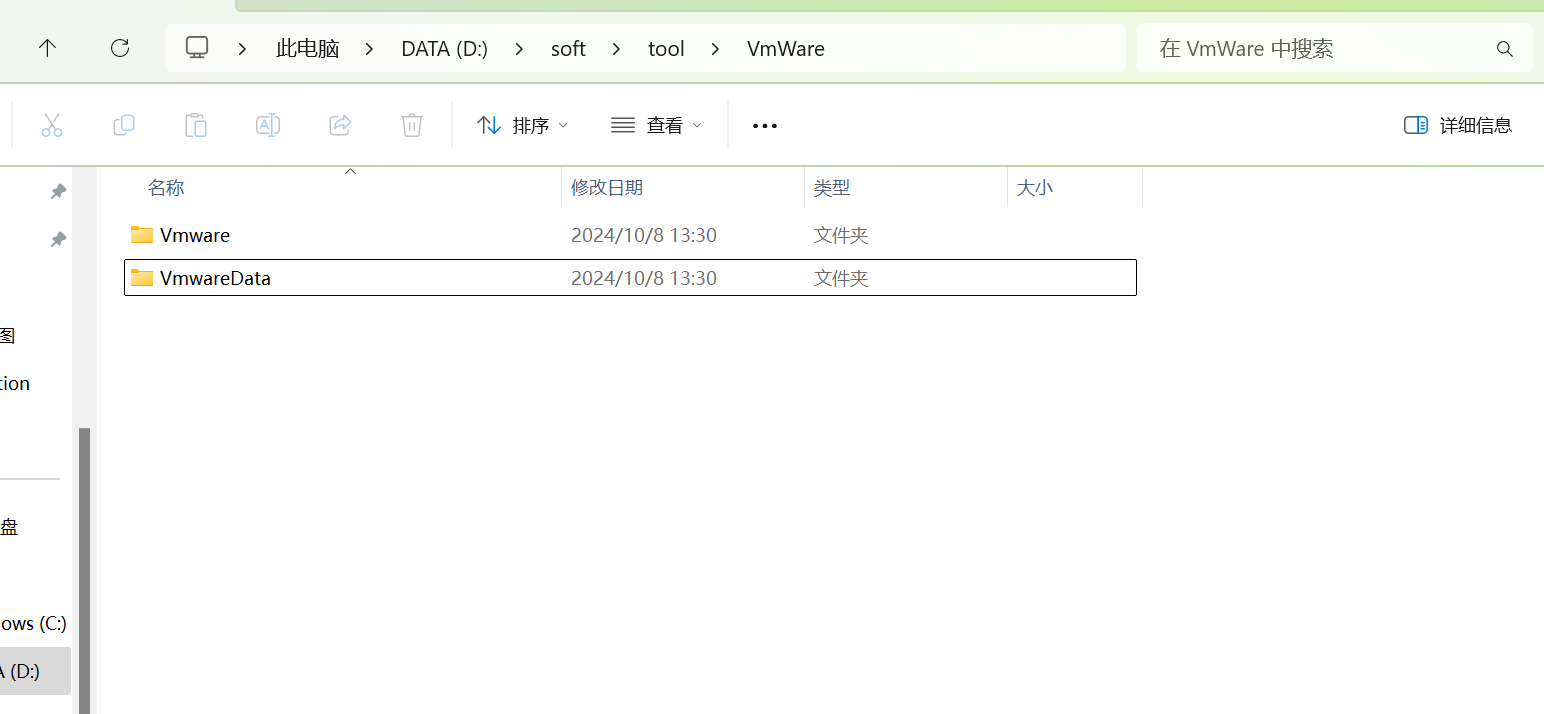 此电脑 DATA (D:) soft tool VmWare 在 VmWare 中搜索
排序 查看 详细信息
名称 修改日期 类型 大小
Vmware 2024/10/8 13:30 文件夹
VmwareData 2024/10/8 13:30 文件夹
图
tion
盘
ows (C:)
(D:)